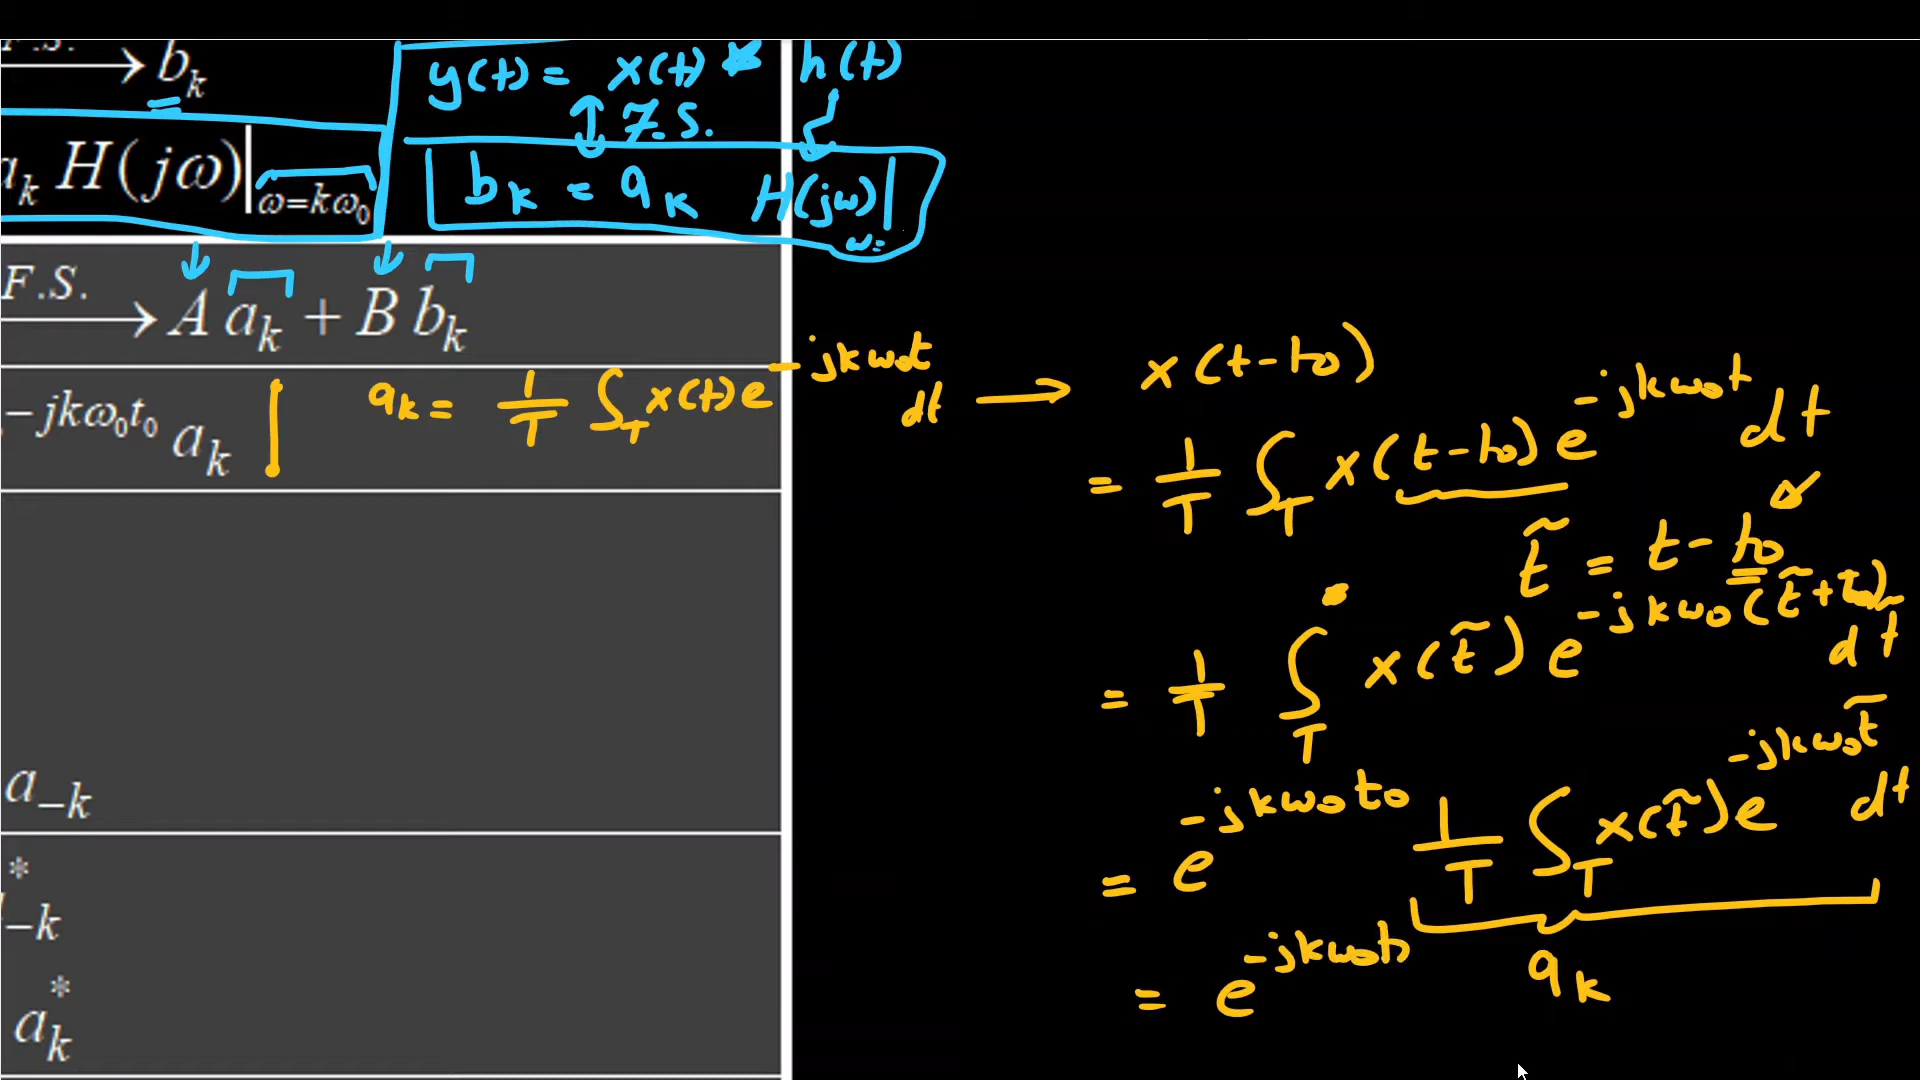 F.S. → b_k
a_k H(jω)|_{ω=kω_0}
y(t) = x(t) * h(t)
↕ F.S.
b_k = a_k H(jω)|_{ω=
F.S. → A a_k + B b_k
-jkω_0t_0 a_k
a_k = 1/T ∫_T x(t) e^{-jkω_0t} dt → x(t-t_0)
= 1/T ∫_T x(t-t_0) e^{-jkω_0t} dt
t̃ = t - t_0
= 1/T ∫_T x(t̃) e^{-jkω_0(t̃+t_0)} dt̃
= e^{-jkω_0t_0} 1/T ∫_T x(t̃) e^{-jkω_0t̃} dt
a_k
= e^{-jkω_0t_0}
a_{-k}
*
-k
a_k^*